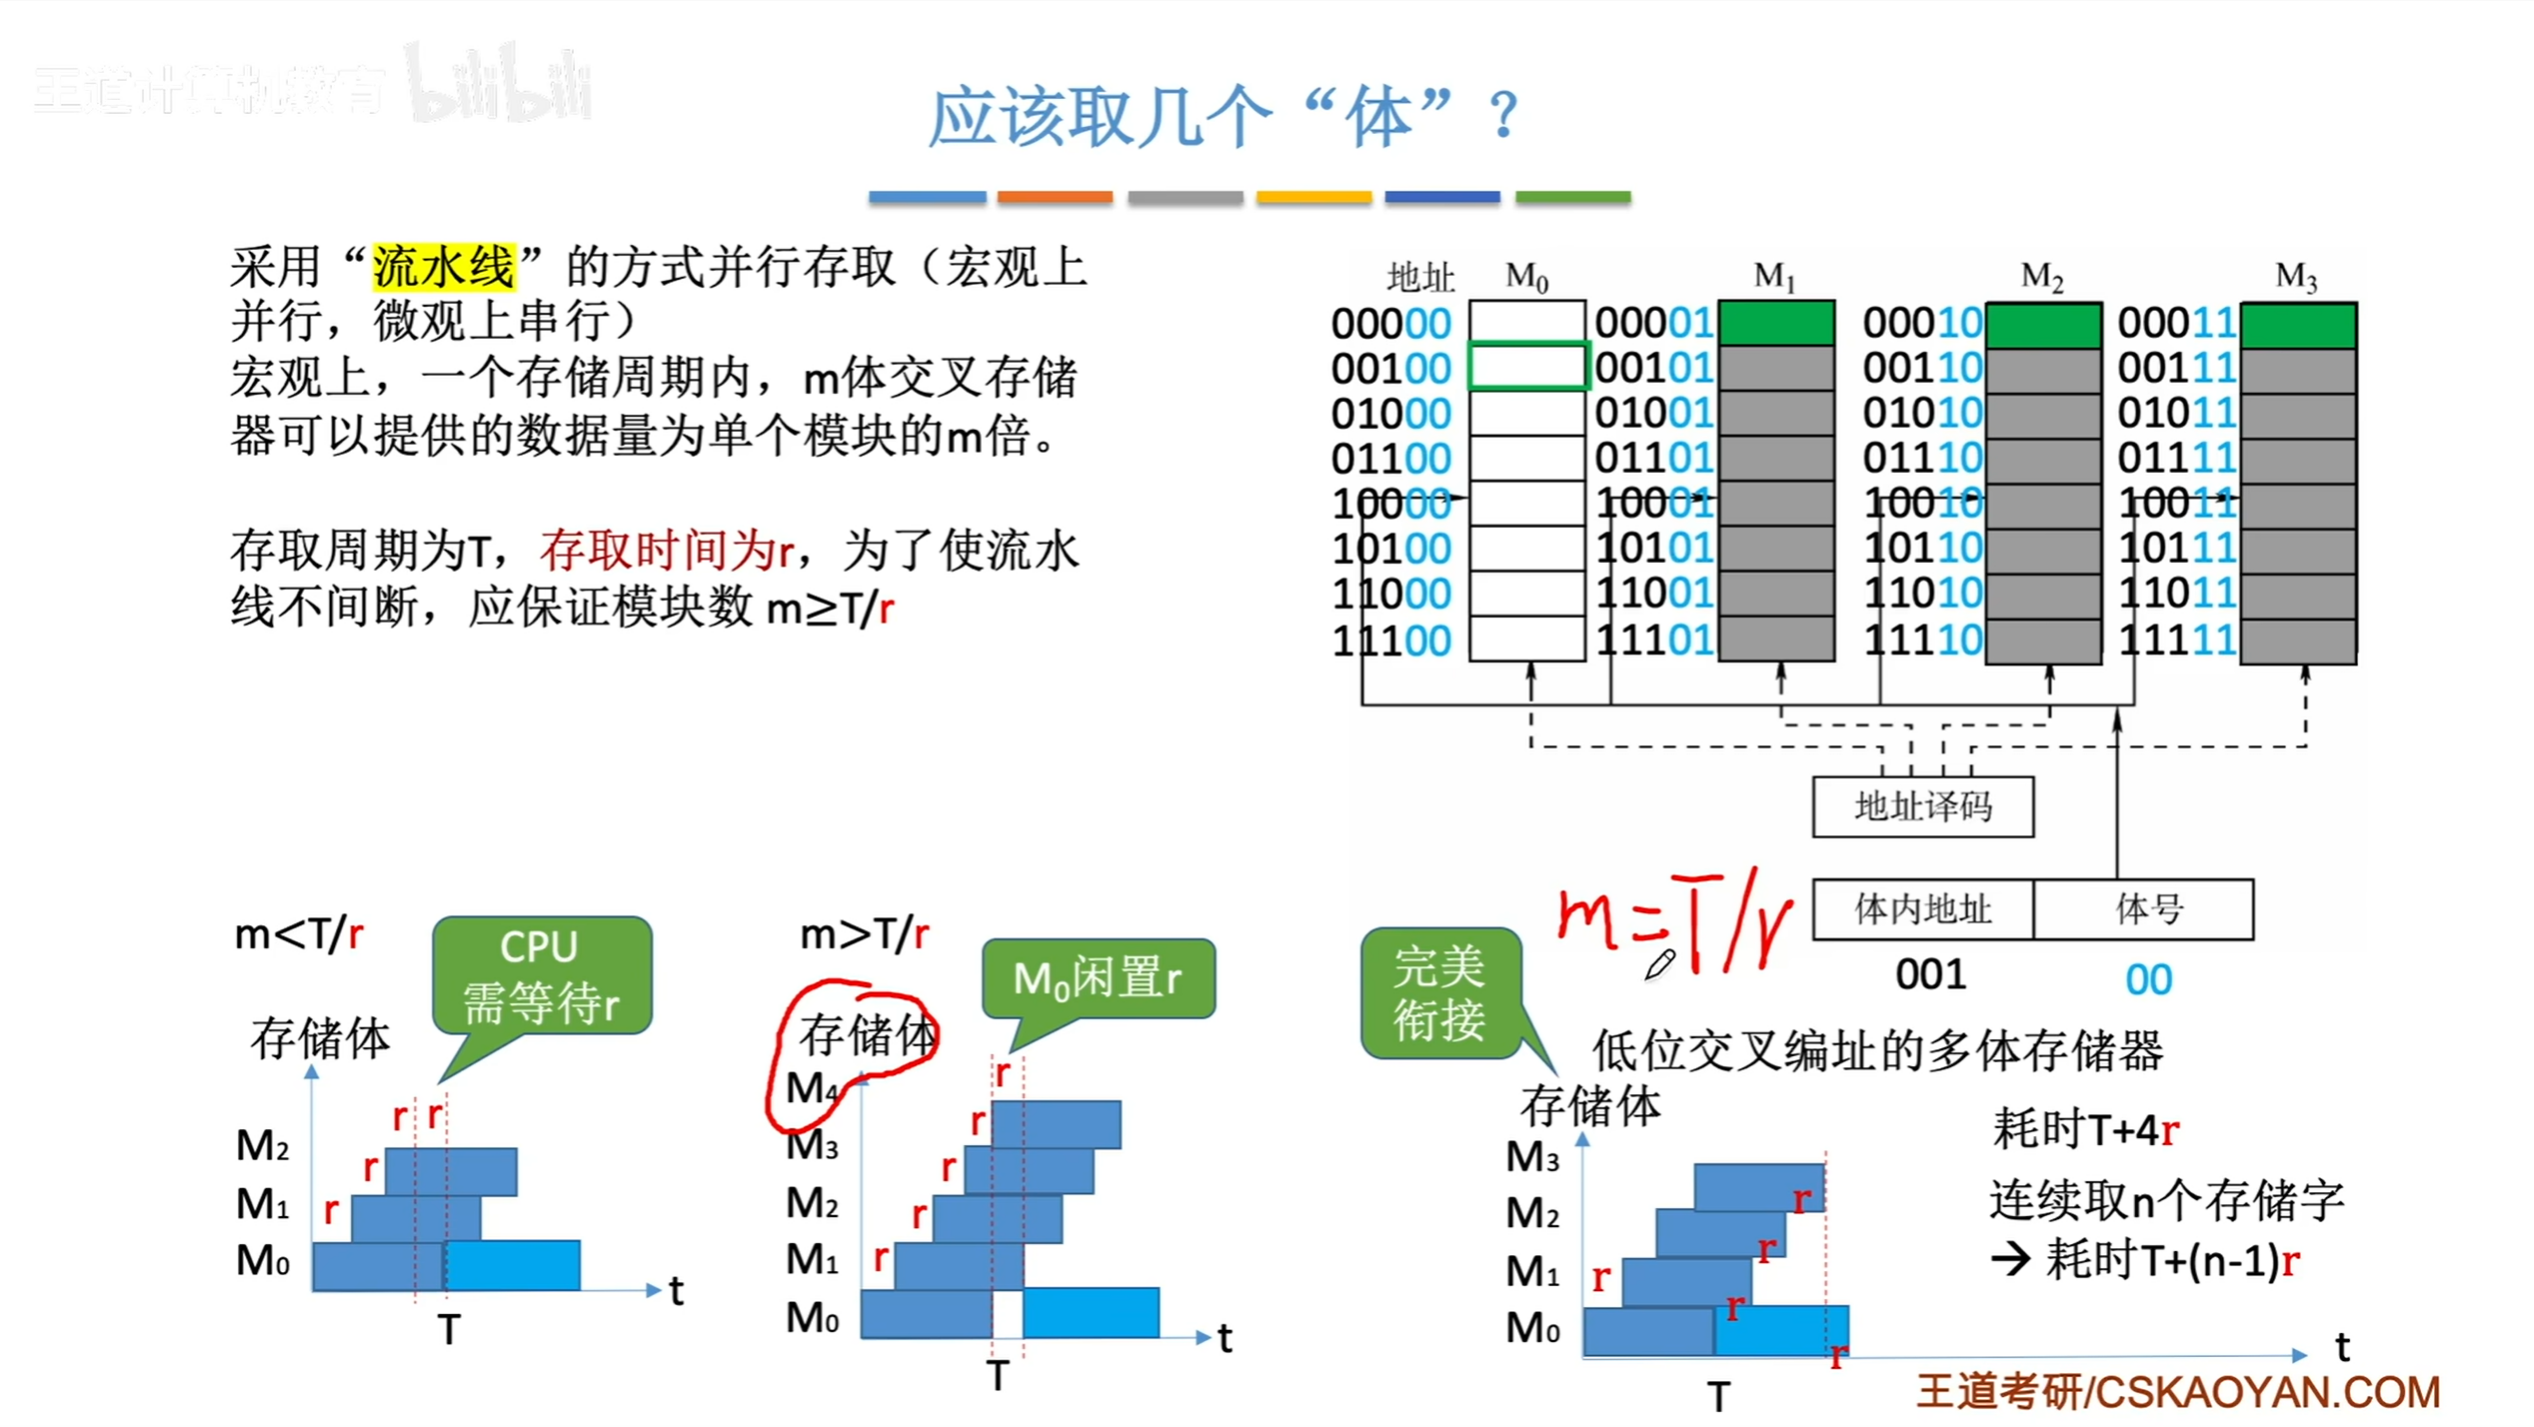 王道计算机教育 bilibili
应该取几个“体”？
采用“流水线”的方式并行存取（宏观上
并行，微观上串行）
宏观上，一个存储周期内，m体交叉存储
器可以提供的数据量为单个模块的m倍。
存取周期为T，存取时间为r，为了使流水
线不间断，应保证模块数 m≥T/r
地址 M0 M1 M2 M3
00000 00001 00010 00011
00100 00101 00110 00111
01000 01001 01010 01011
01100 01101 01110 01111
10000 10001 10010 10011
10100 10101 10110 10111
11000 11001 11010 11011
11100 11101 11110 11111
地址译码
体内地址 体号
001 00
低位交叉编址的多体存储器
m=T/r
m<T/r
CPU
需等待r
存储体
r r
M2 r
M1 r
M0
t
T
m>T/r
M0闲置r
存储体
r
M4 r
M3 r
M2 r
M1 r
M0
t
T
完美
衔接
存储体
M3 r
M2 r
M1 r r
M0 r
t
T
耗时T+4r
连续取n个存储字
→ 耗时T+(n-1)r
王道考研/CSKAOYAN.COM